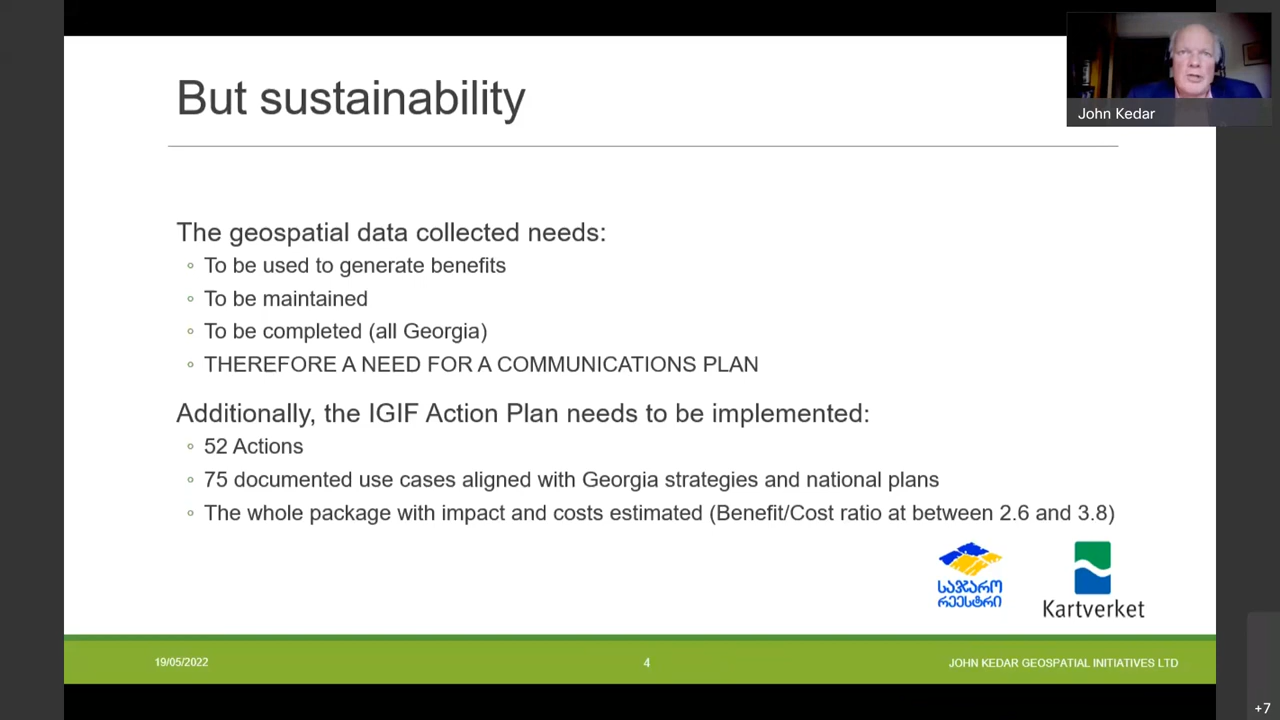 But sustainability
John Kedar
The geospatial data collected needs:
◦ To be used to generate benefits
◦ To be maintained
◦ To be completed (all Georgia)
◦ THEREFORE A NEED FOR A COMMUNICATIONS PLAN
Additionally, the IGIF Action Plan needs to be implemented:
◦ 52 Actions
◦ 75 documented use cases aligned with Georgia strategies and national plans
◦ The whole package with impact and costs estimated (Benefit/Cost ratio at between 2.6 and 3.8)
საჯარო
რეესტრი
Kartverket
19/05/2022
4
JOHN KEDAR GEOSPATIAL INITIATIVES LTD
+7